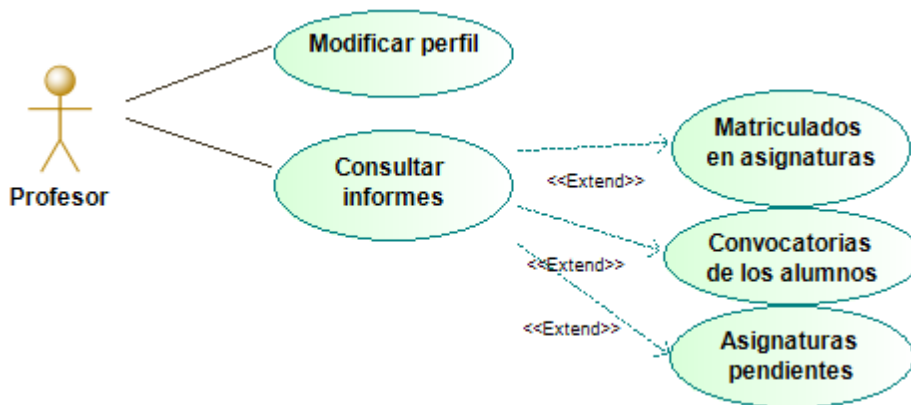 Modificar perfil
Profesor
Consultar
informes
<<Extend>>
<<Extend>>
<<Extend>>
Matriculados
en asignaturas
Convocatorias
de los alumnos
Asignaturas
pendientes